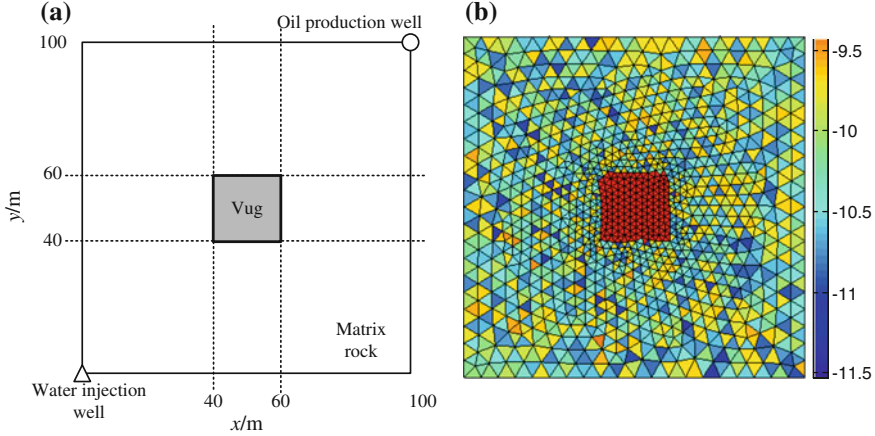 (a)
Oil production well
100
60
Vug
y/m
40
Matrix
rock
Water injection
well
40
60
100
x/m
(b)
-9.5
-10
-10.5
-11
-11.5